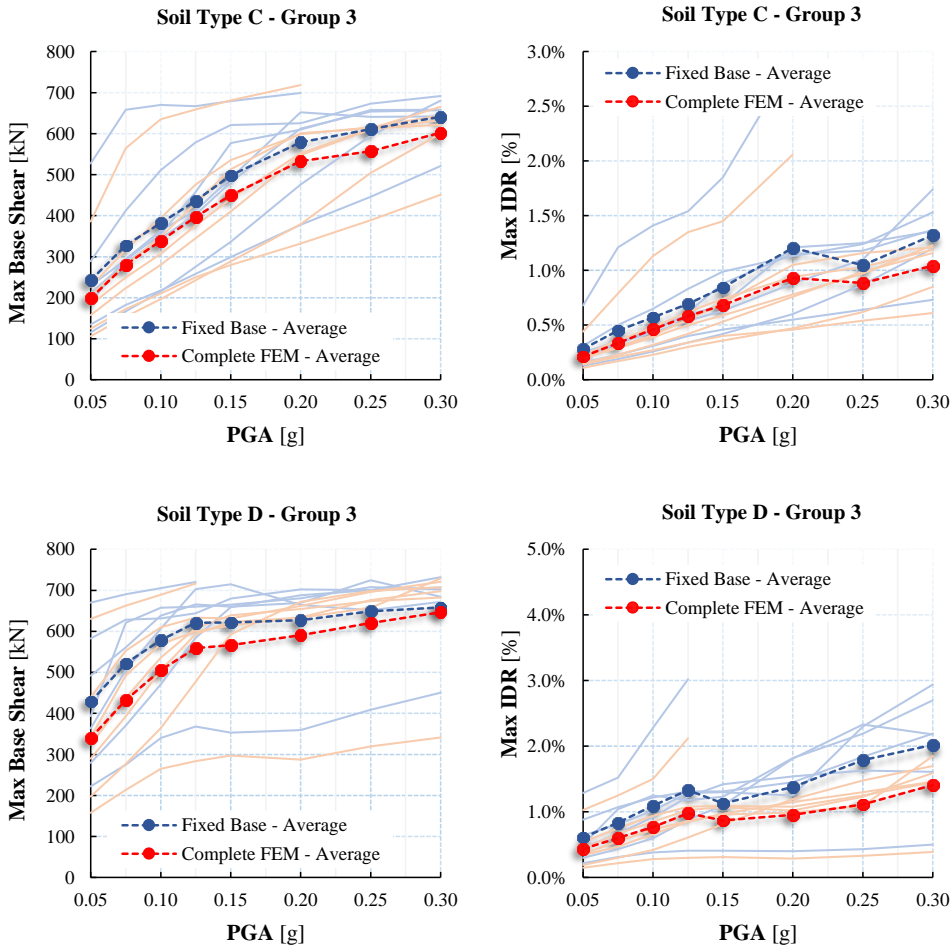 Soil Type C - Group 3
Max Base Shear [kN]
800
700
600
500
400
300
200
100
0
Fixed Base - Average
Complete FEM - Average
0.05 0.10 0.15 0.20 0.25 0.30
PGA [g]
Soil Type C - Group 3
Max IDR [%]
3.0%
2.5%
2.0%
1.5%
1.0%
0.5%
0.0%
Fixed Base - Average
Complete FEM - Average
0.05 0.10 0.15 0.20 0.25 0.30
PGA [g]
Soil Type D - Group 3
Max Base Shear [kN]
800
700
600
500
400
300
200
100
0
Fixed Base - Average
Complete FEM - Average
0.05 0.10 0.15 0.20 0.25 0.30
PGA [g]
Soil Type D - Group 3
Max IDR [%]
5.0%
4.0%
3.0%
2.0%
1.0%
0.0%
Fixed Base - Average
Complete FEM - Average
0.05 0.10 0.15 0.20 0.25 0.30
PGA [g]